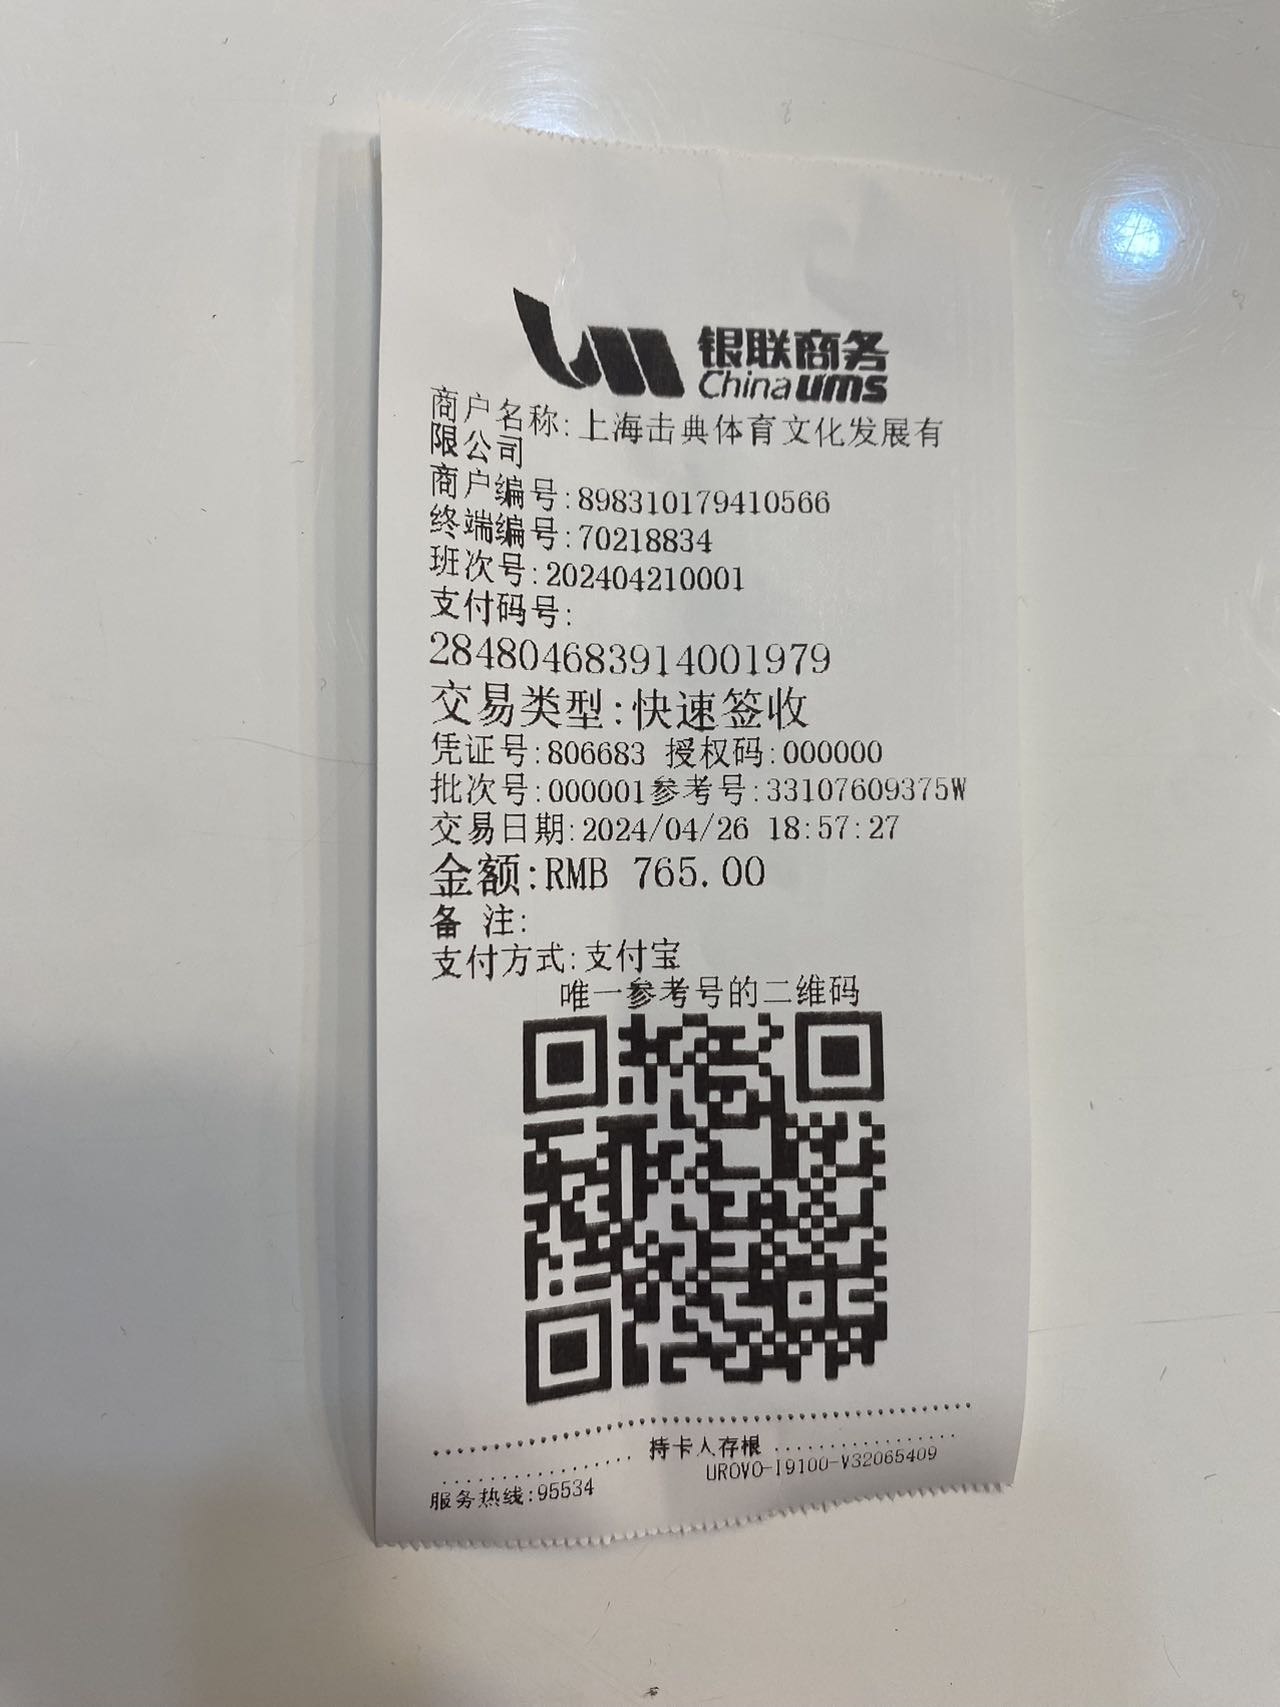 银联商务
China ums
商户名称:上海击典体育文化发展有
限公司
商户编号:898310179410566
终端编号:70218834
班次号:202404210001
支付码号:
284804683914001979
交易类型:快速签收
凭证号:806683 授权码:000000
批次号:000001参考号:33107609375W
交易日期:2024/04/26 18:57:27
金额:RMB 765.00
备 注:
支付方式:支付宝
唯一参考号的二维码
持卡人存根
服务热线:95534 UROVO-I9100-V32065409